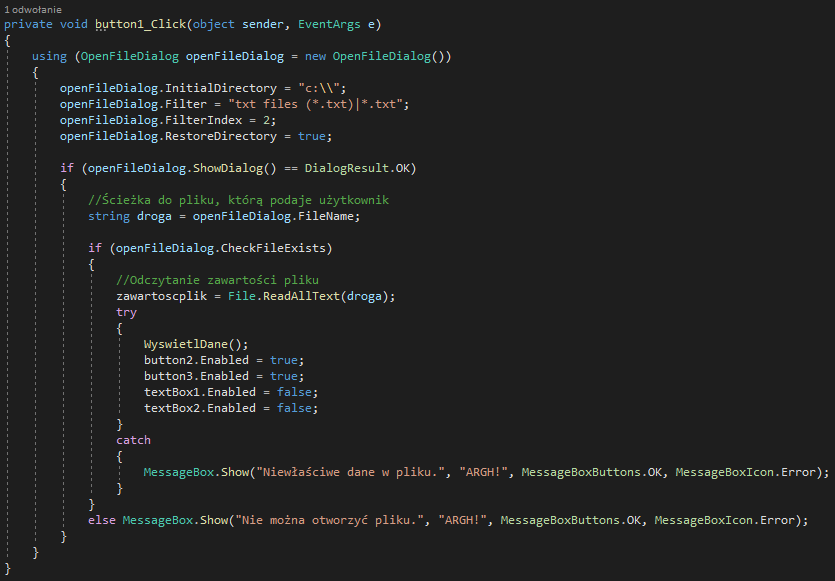 1 odwołanie
private void button1_Click(object sender, EventArgs e)
{
    using (OpenFileDialog openFileDialog = new OpenFileDialog())
    {
        openFileDialog.InitialDirectory = "c:\\";
        openFileDialog.Filter = "txt files (*.txt)|*.txt";
        openFileDialog.FilterIndex = 2;
        openFileDialog.RestoreDirectory = true;

        if (openFileDialog.ShowDialog() == DialogResult.OK)
        {
            //Ścieżka do pliku, którą podaje użytkownik
            string droga = openFileDialog.FileName;

            if (openFileDialog.CheckFileExists)
            {
                //Odczytanie zawartości pliku
                zawartoscplik = File.ReadAllText(droga);
                try
                {
                    WyswietlDane();
                    button2.Enabled = true;
                    button3.Enabled = true;
                    textBox1.Enabled = false;
                    textBox2.Enabled = false;
                }
                catch
                {
                    MessageBox.Show("Niewłaściwe dane w pliku.", "ARGH!", MessageBoxButtons.OK, MessageBoxIcon.Error);
                }
            }
            else MessageBox.Show("Nie można otworzyć pliku.", "ARGH!", MessageBoxButtons.OK, MessageBoxIcon.Error);
        }
    }
}